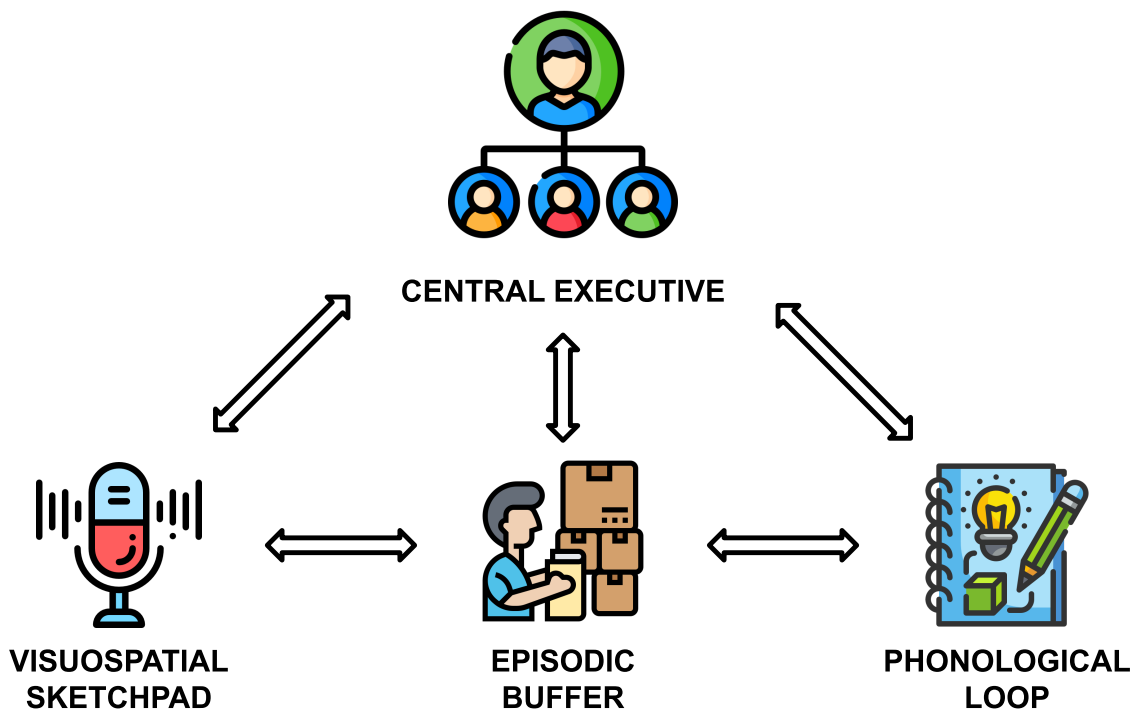 CENTRAL EXECUTIVE
VISUOSPATIAL
SKETCHPAD
EPISODIC
BUFFER
PHONOLOGICAL
LOOP